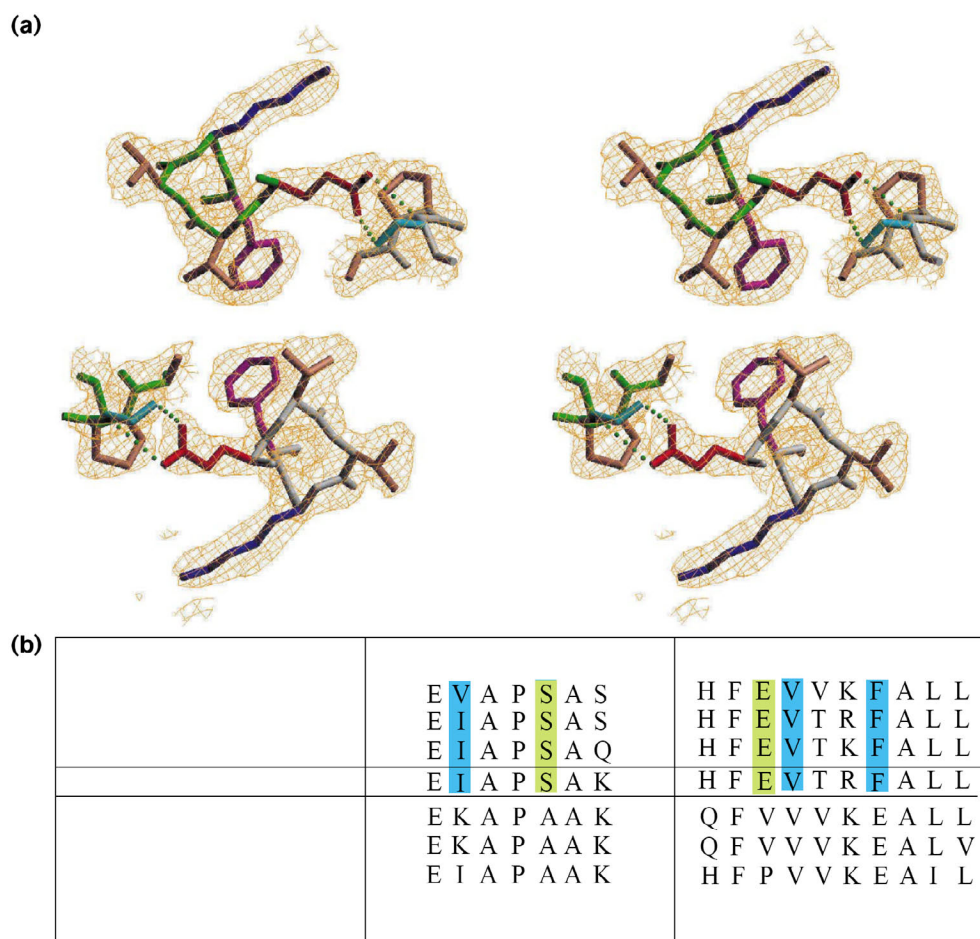 (a)
(b)
E V A P S A S
E I A P S A S
E I A P S A Q
E I A P S A K
E K A P A A K
E K A P A A K
E I A P A A K
H F E V V K F A L L
H F E V T R F A L L
H F E V T K F A L L
H F E V T R F A L L
Q F V V V K E A L L
Q F V V V K E A L V
H F P V V K E A I L